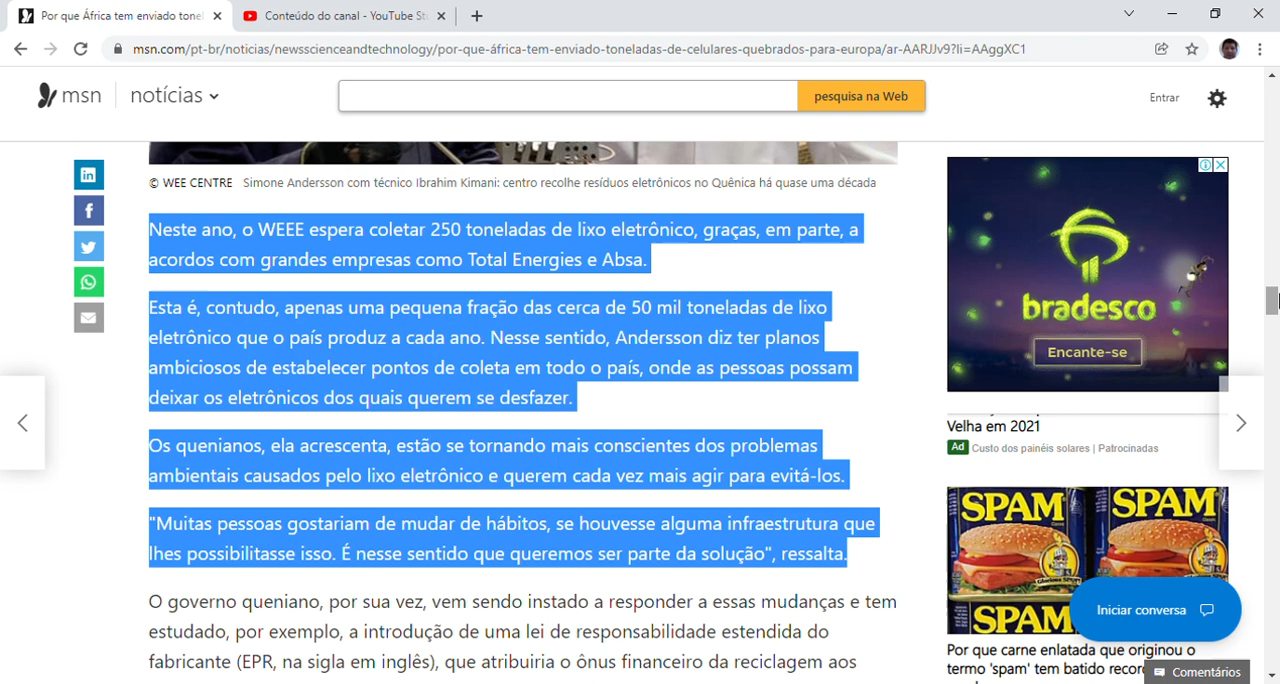 Por que África tem enviado tonel
Conteúdo do canal - YouTube St
msn.com/pt-br/noticias/newsscienceandtechnology/por-que-áfrica-tem-enviado-toneladas-de-celulares-quebrados-para-europa/ar-AARJJv9?li=AAggXC1
msn
notícias
pesquisa na Web
Entrar
© WEE CENTRE Simone Andersson com técnico Ibrahim Kimani: centro recolhe resíduos eletrônicos no Quênica há quase uma década
Neste ano, o WEEE espera coletar 250 toneladas de lixo eletrônico, graças, em parte, a
acordos com grandes empresas como Total Energies e Absa.
Esta é, contudo, apenas uma pequena fração das cerca de 50 mil toneladas de lixo
eletrônico que o país produz a cada ano. Nesse sentido, Andersson diz ter planos
ambiciosos de estabelecer pontos de coleta em todo o país, onde as pessoas possam
deixar os eletrônicos dos quais querem se desfazer.
Os quenianos, ela acrescenta, estão se tornando mais conscientes dos problemas
ambientais causados pelo lixo eletrônico e querem cada vez mais agir para evitá-los.
"Muitas pessoas gostariam de mudar de hábitos, se houvesse alguma infraestrutura que
lhes possibilitasse isso. É nesse sentido que queremos ser parte da solução", ressalta.
O governo queniano, por sua vez, vem sendo instado a responder a essas mudanças e tem
estudado, por exemplo, a introdução de uma lei de responsabilidade estendida do
fabricante (EPR, na sigla em inglês), que atribuiria o ônus financeiro da reciclagem aos
bradesco
Encante-se
Velha em 2021
Ad Custo dos painéis solares | Patrocinadas
SPAM SPAM
SPAM
Iniciar conversa
Por que carne enlatada que originou o
termo 'spam' tem batido recor
Comentários